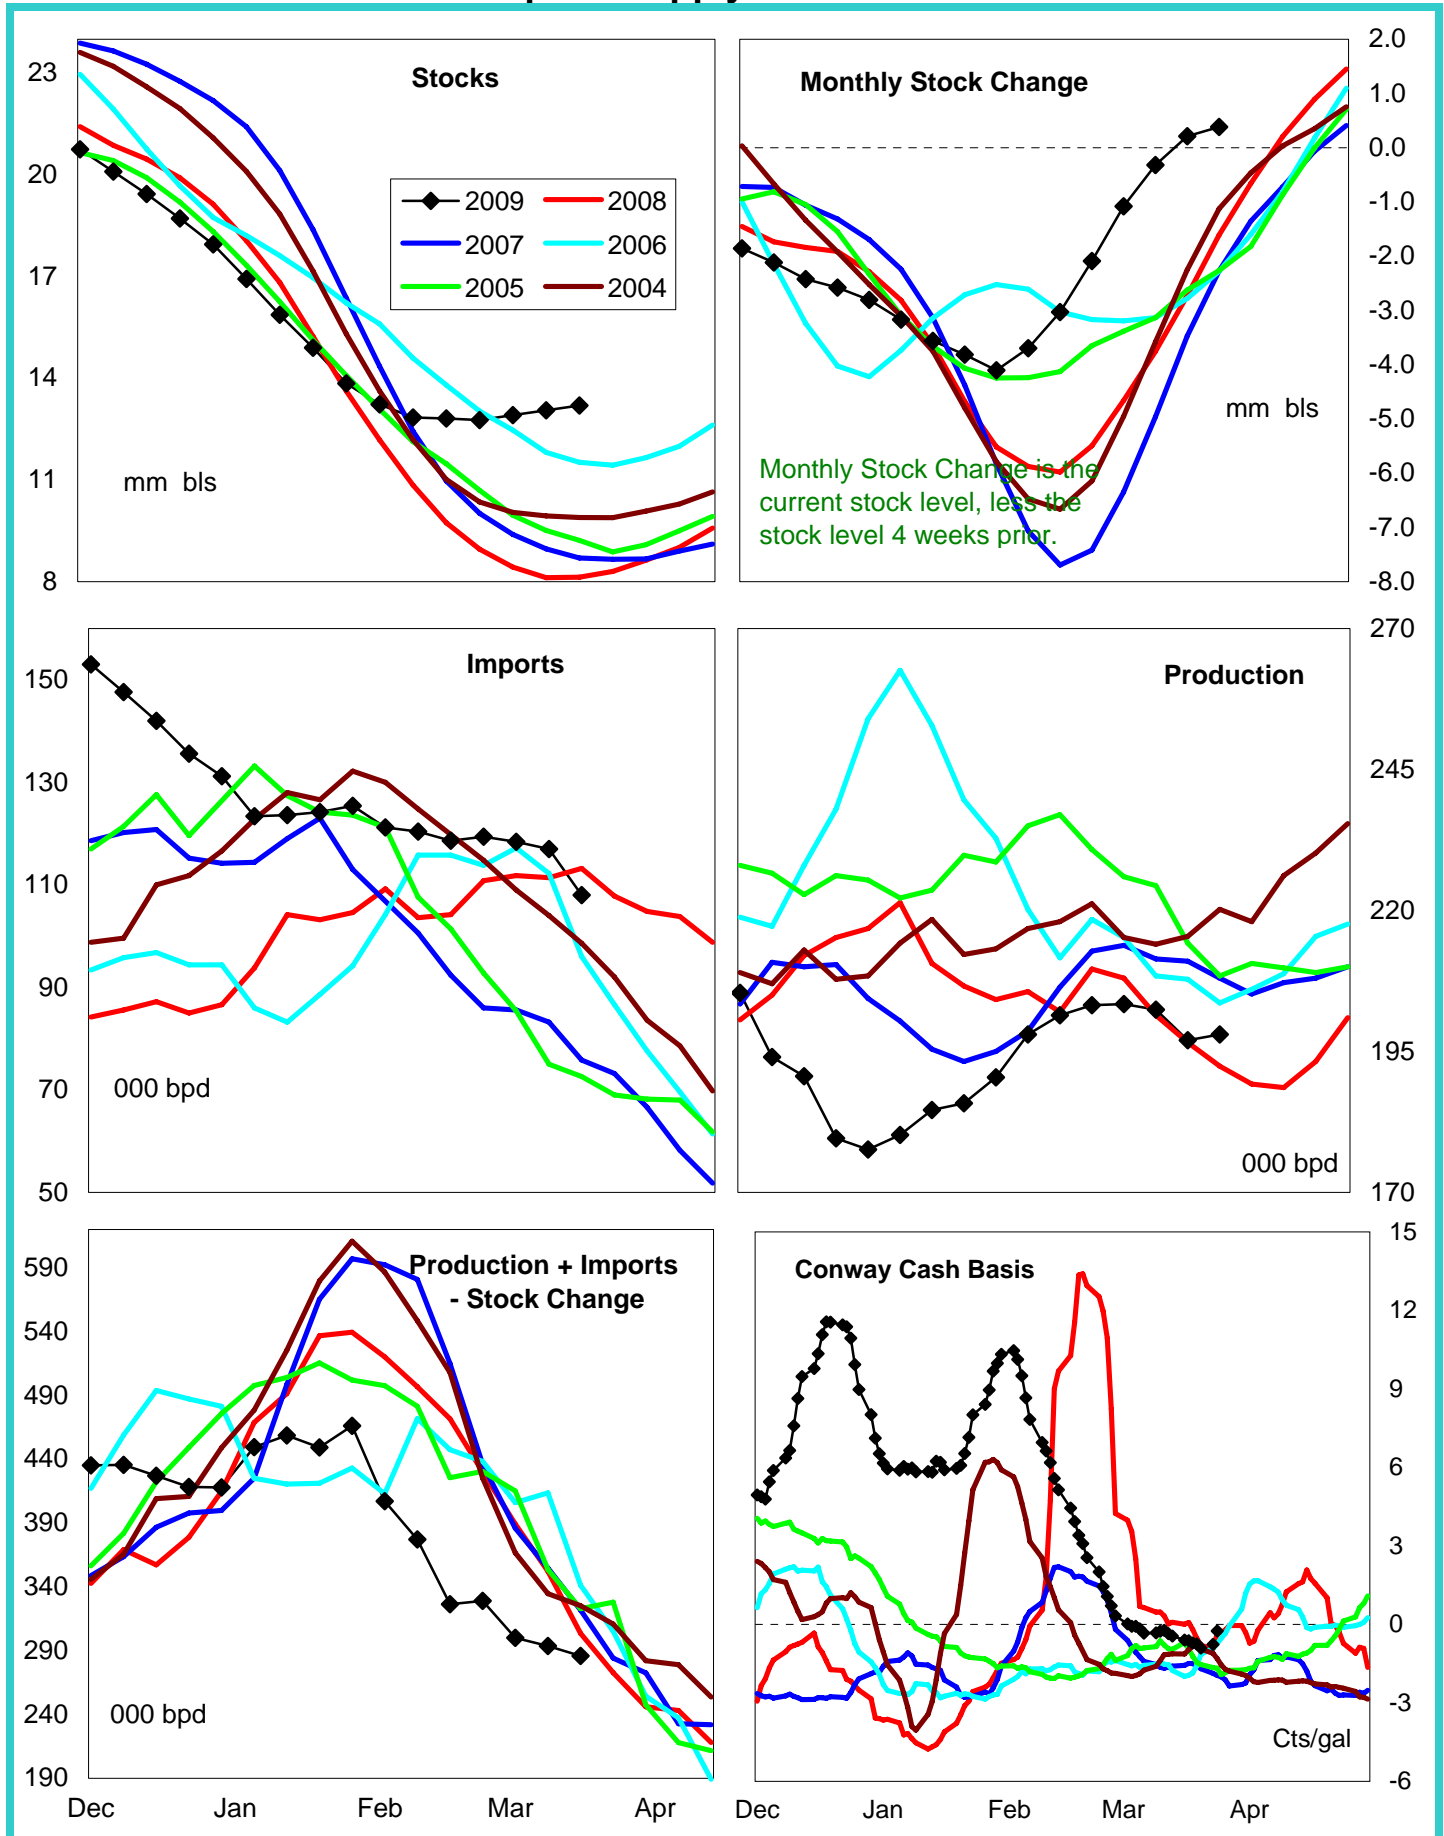 Stocks
23
20
17
14
11
8
mm bls
2009
2008
2007
2006
2005
2004
Monthly Stock Change
2.0
1.0
0.0
-1.0
-2.0
-3.0
-4.0
-5.0
-6.0
-7.0
-8.0
mm bls
Monthly Stock Change is the
current stock level, less the
stock level 4 weeks prior.
Imports
150
130
110
90
70
50
000 bpd
Production
270
245
220
195
170
000 bpd
Production + Imports
- Stock Change
590
540
490
440
390
340
290
240
190
000 bpd
Dec Jan Feb Mar Apr
Conway Cash Basis
15
12
9
6
3
0
-3
-6
Cts/gal
Dec Jan Feb Mar Apr